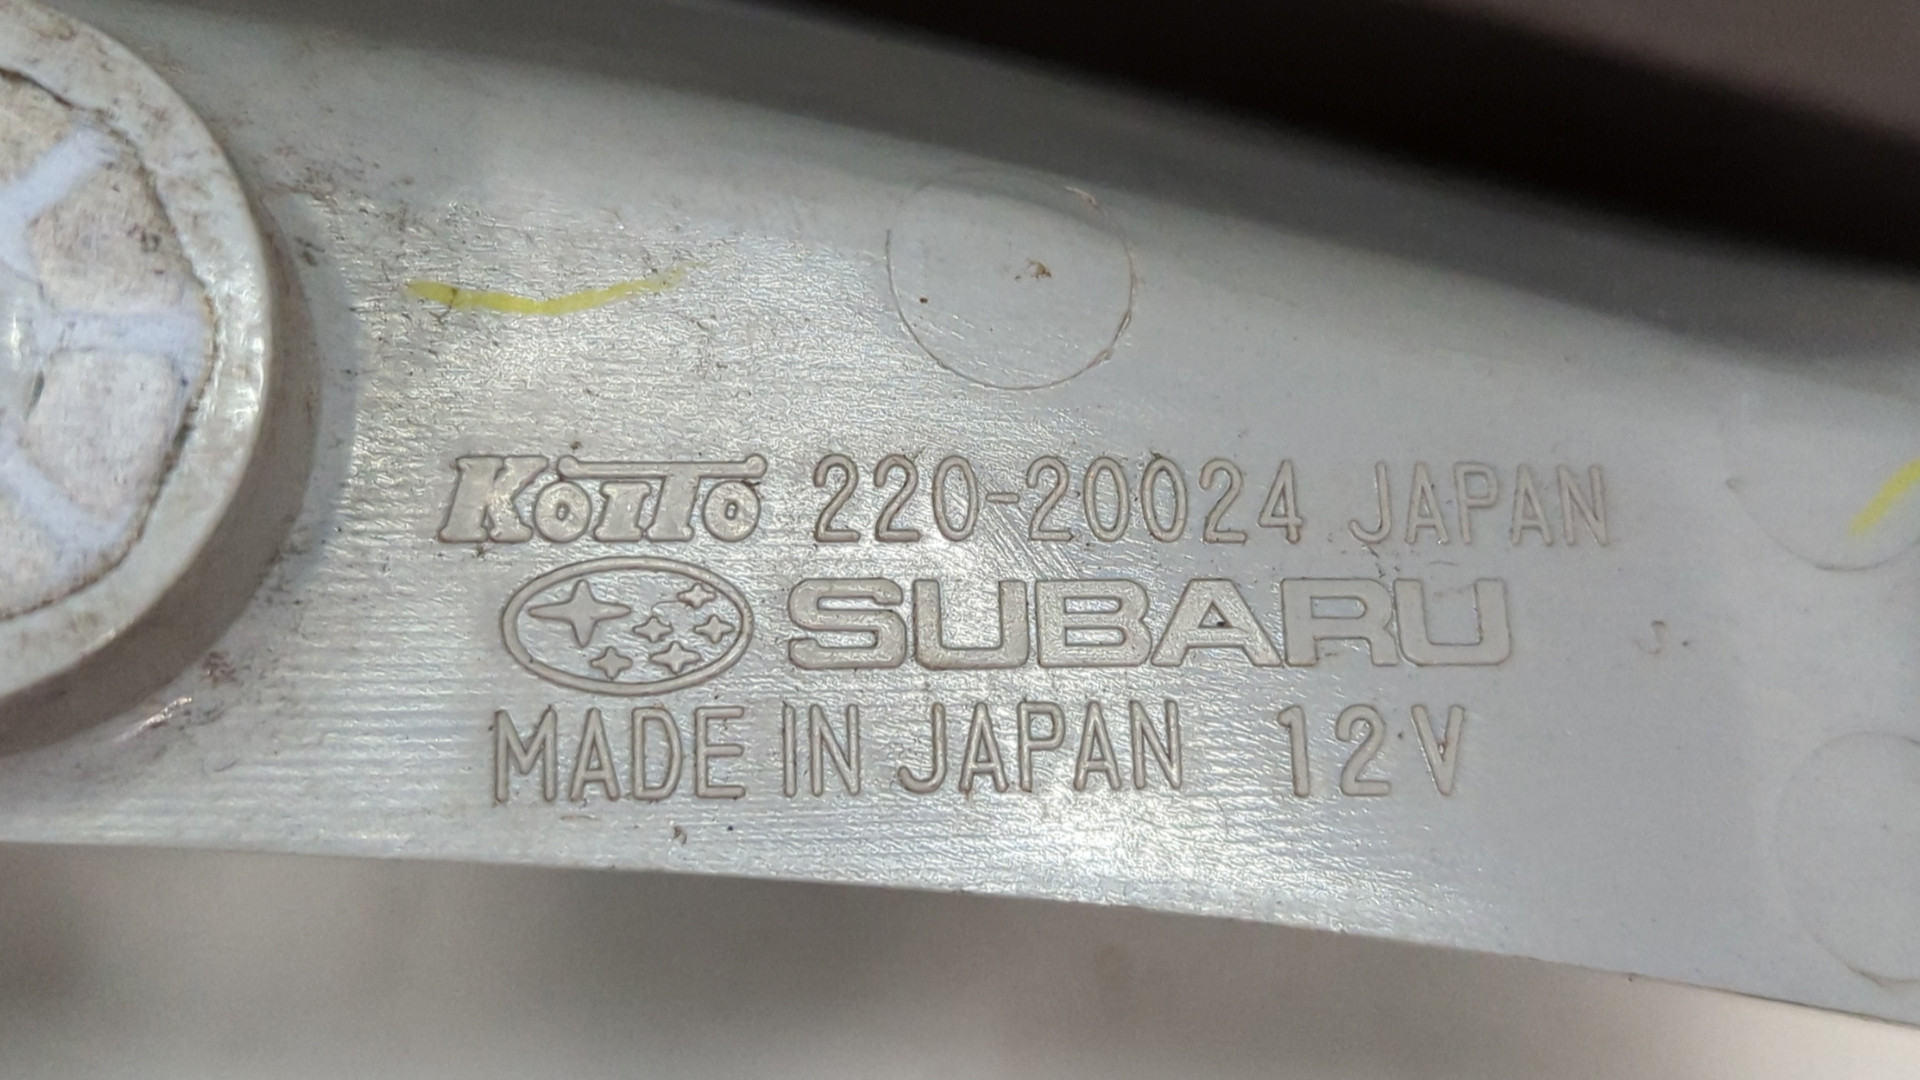 KoiTo 220-20024 JAPAN
SUBARU
MADE IN JAPAN 12V